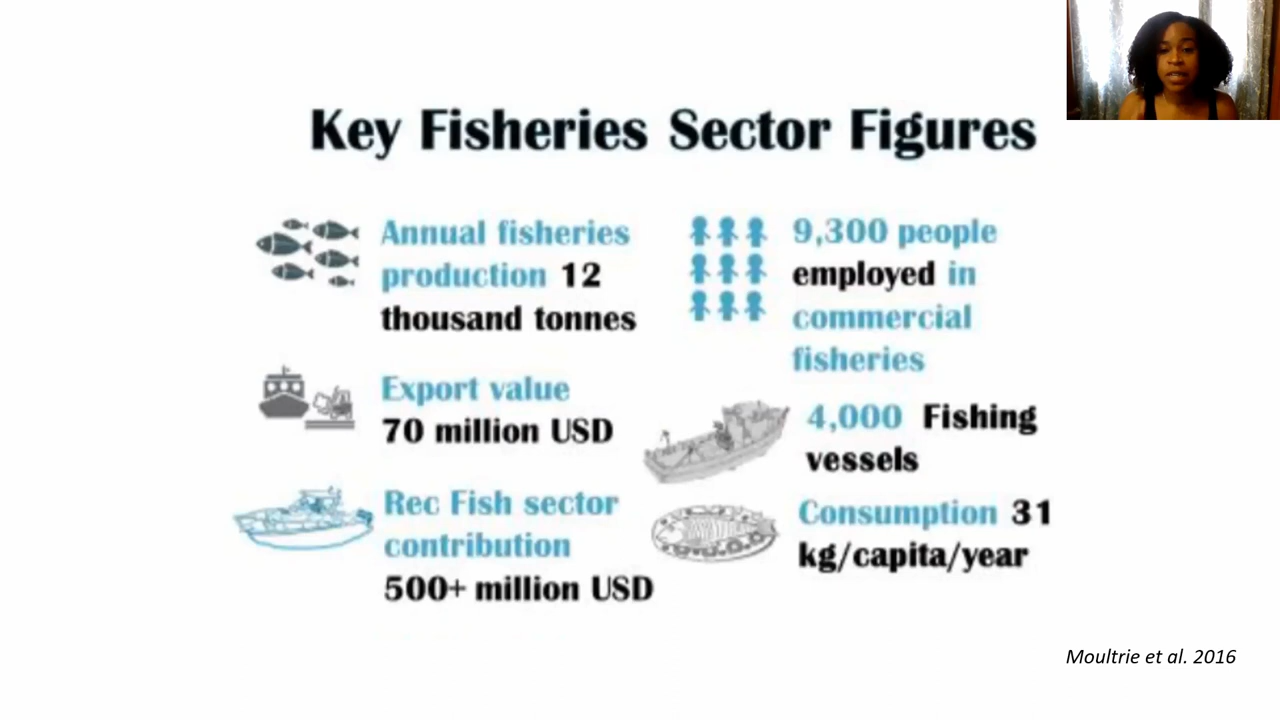 Key Fisheries Sector Figures
Annual fisheries
production 12
thousand tonnes
Export value
70 million USD
Rec Fish sector
contribution
500+ million USD
9,300 people
employed in
commercial
fisheries
4,000 Fishing
vessels
Consumption 31
kg/capita/year
Moultrie et al. 2016